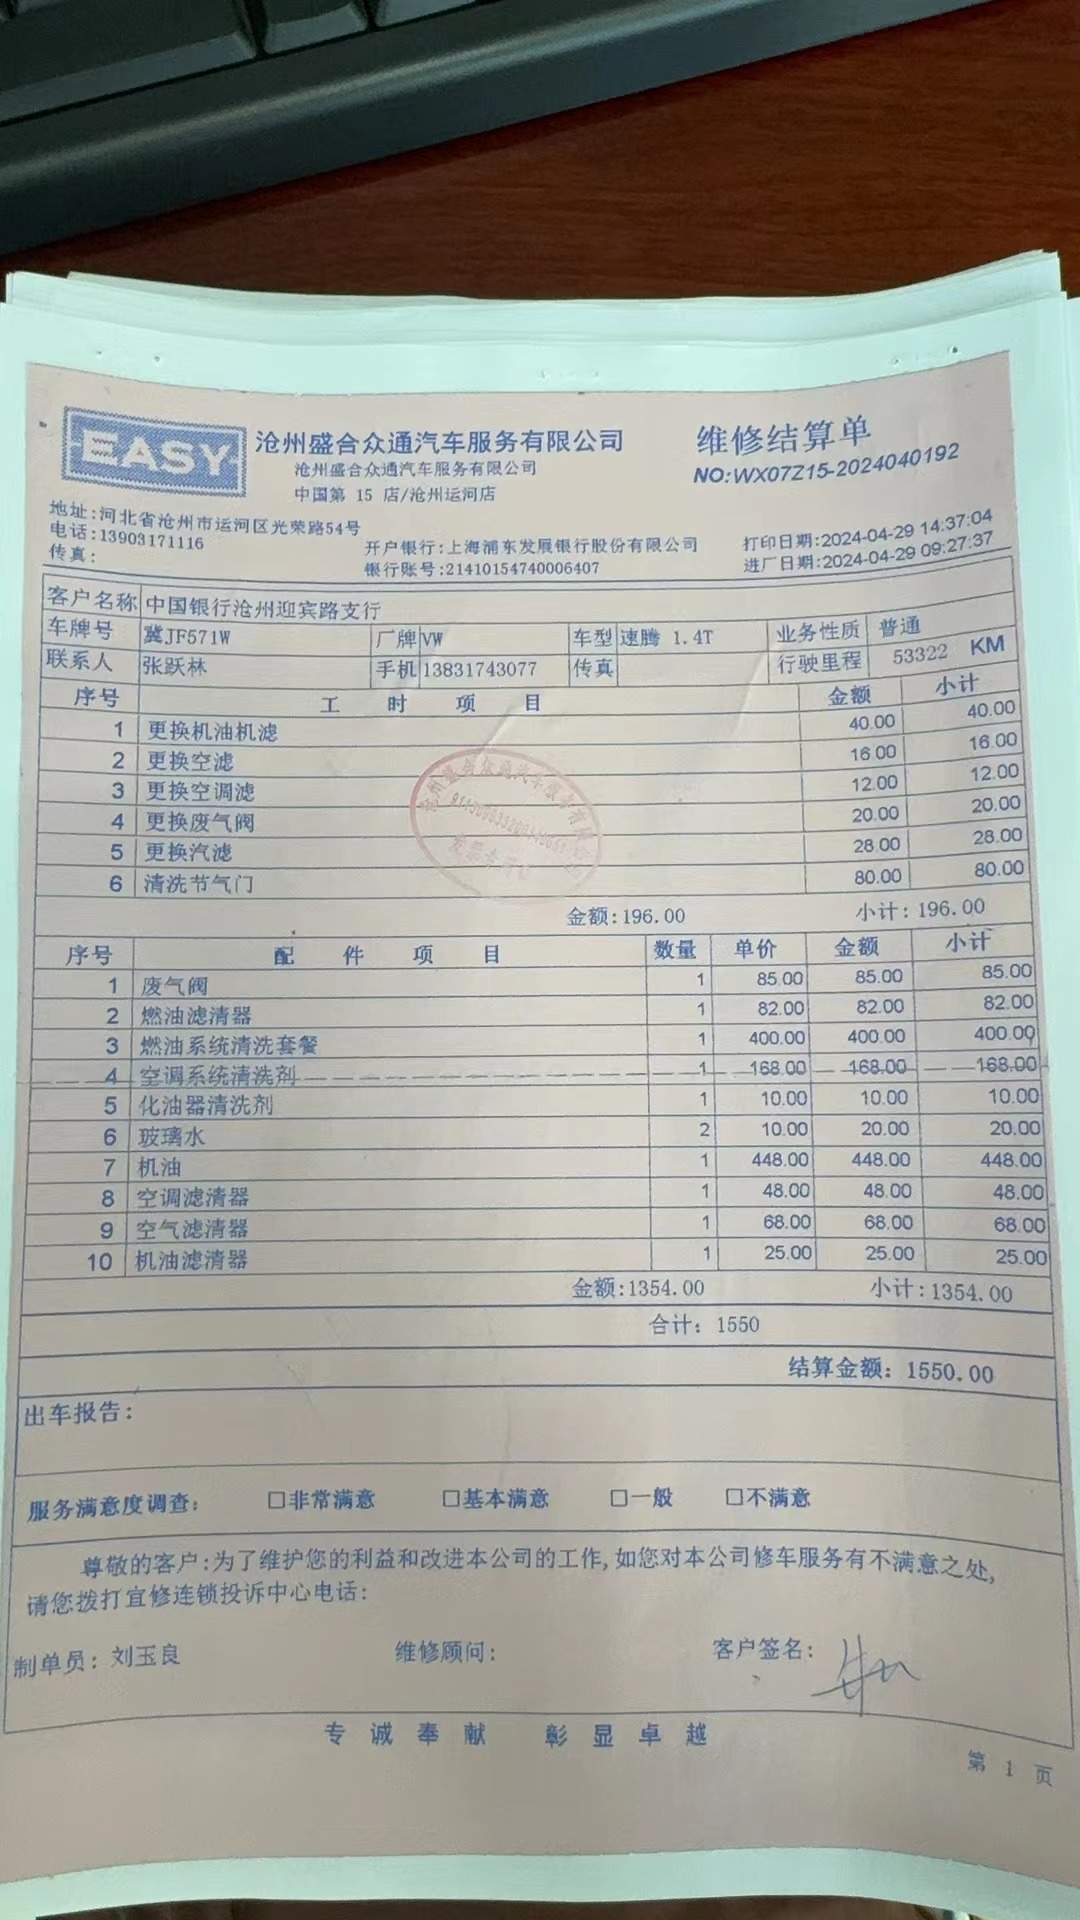 EASY
沧州盛合众通汽车服务有限公司
维修结算单
沧州盛合众通汽车服务有限公司
NO:WX07Z15-2024040192
中国第 15 店/沧州运河店
地址:河北省沧州市运河区光荣路54号
电话:13903171116
开户银行:上海浦东发展银行股份有限公司
打印日期:2024-04-29 14:37:04
传真:
银行账号:21410154740006407
进厂日期:2024-04-29 09:27:37
客户名称 中国银行沧州迎宾路支行
车牌号 冀JF571W 厂牌 VW 车型 速腾 1.4T 业务性质 普通
联系人 张跃林 手机 13831743077 传真 行驶里程 53322 KM
序号 工 时 项 目 金额 小计
1 更换机油机滤 40.00 40.00
2 更换空滤 16.00 16.00
3 更换空调滤 12.00 12.00
4 更换废气阀 20.00 20.00
5 更换汽滤 28.00 28.00
6 清洗节气门 80.00 80.00
金额:196.00 小计:196.00
沧州盛合众通汽车服务有限
序号 配 件 项 目 数量 单价 金额 小计
1 废气阀 1 85.00 85.00 85.00
2 燃油滤清器 1 82.00 82.00 82.00
3 燃油系统清洗套餐 1 400.00 400.00 400.00
4 空调系统清洗剂 1 168.00 168.00 168.00
5 化油器清洗剂 1 10.00 10.00 10.00
6 玻璃水 2 10.00 20.00 20.00
7 机油 1 448.00 448.00 448.00
8 空调滤清器 1 48.00 48.00 48.00
9 空气滤清器 1 68.00 68.00 68.00
10 机油滤清器 1 25.00 25.00 25.00
金额:1354.00 小计:1354.00
合计: 1550
结算金额: 1550.00
出车报告:
服务满意度调查: □非常满意 □基本满意 □一般 □不满意
尊敬的客户:为了维护您的利益和改进本公司的工作,如您对本公司修车服务有不满意之处,
请您拨打宜修连锁投诉中心电话:
制单员: 刘玉良 维修顾问: 客户签名:
专 诚 奉 献 彰 显 卓 越
第 1 页